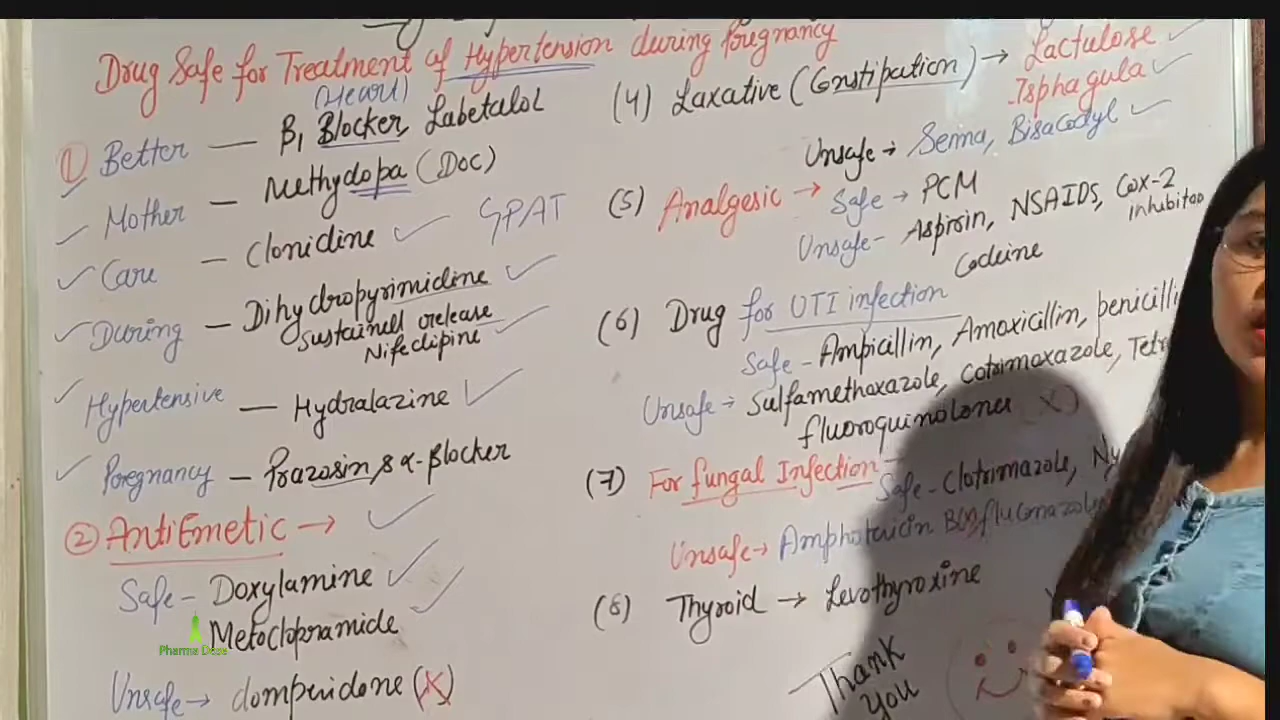 Drug Safe for Treatment of Hypertension during Pregnancy
(Heart)
① Better — β1 Blocker, Labetalol
Mother — Methydopa (DOC)
Care — Clonidine
GPAT
During — Dihydropyrimidine
Sustained release
Nifedipine
Hypertensive — Hydralazine
Pregnancy — Prazosin, & α-Blocker
② AntiEmetic →
Safe - Doxylamine
Metoclopramide
Unsafe → domperidone (X)
Pharma Doze
(4) Laxative (Constipation) → Lactulose
Isphagula
Unsafe → Senna, Bisacodyl
(5) Analgesic → Safe → PCM
Unsafe - Aspirin, NSAIDS, Cox-2
inhibitor
Codeine
(6) Drug for UTI infection
Safe - Ampicillin, Amoxicillin,
Unsafe → Sulfamethoxazole, Cotrimoxazole,
fluoroquinolones (X)
(7) For fungal Infection -
Safe - Clotrimazole,
Unsafe → Amphotericin
(8) Thyroid → Levothyroxine
Thank
You